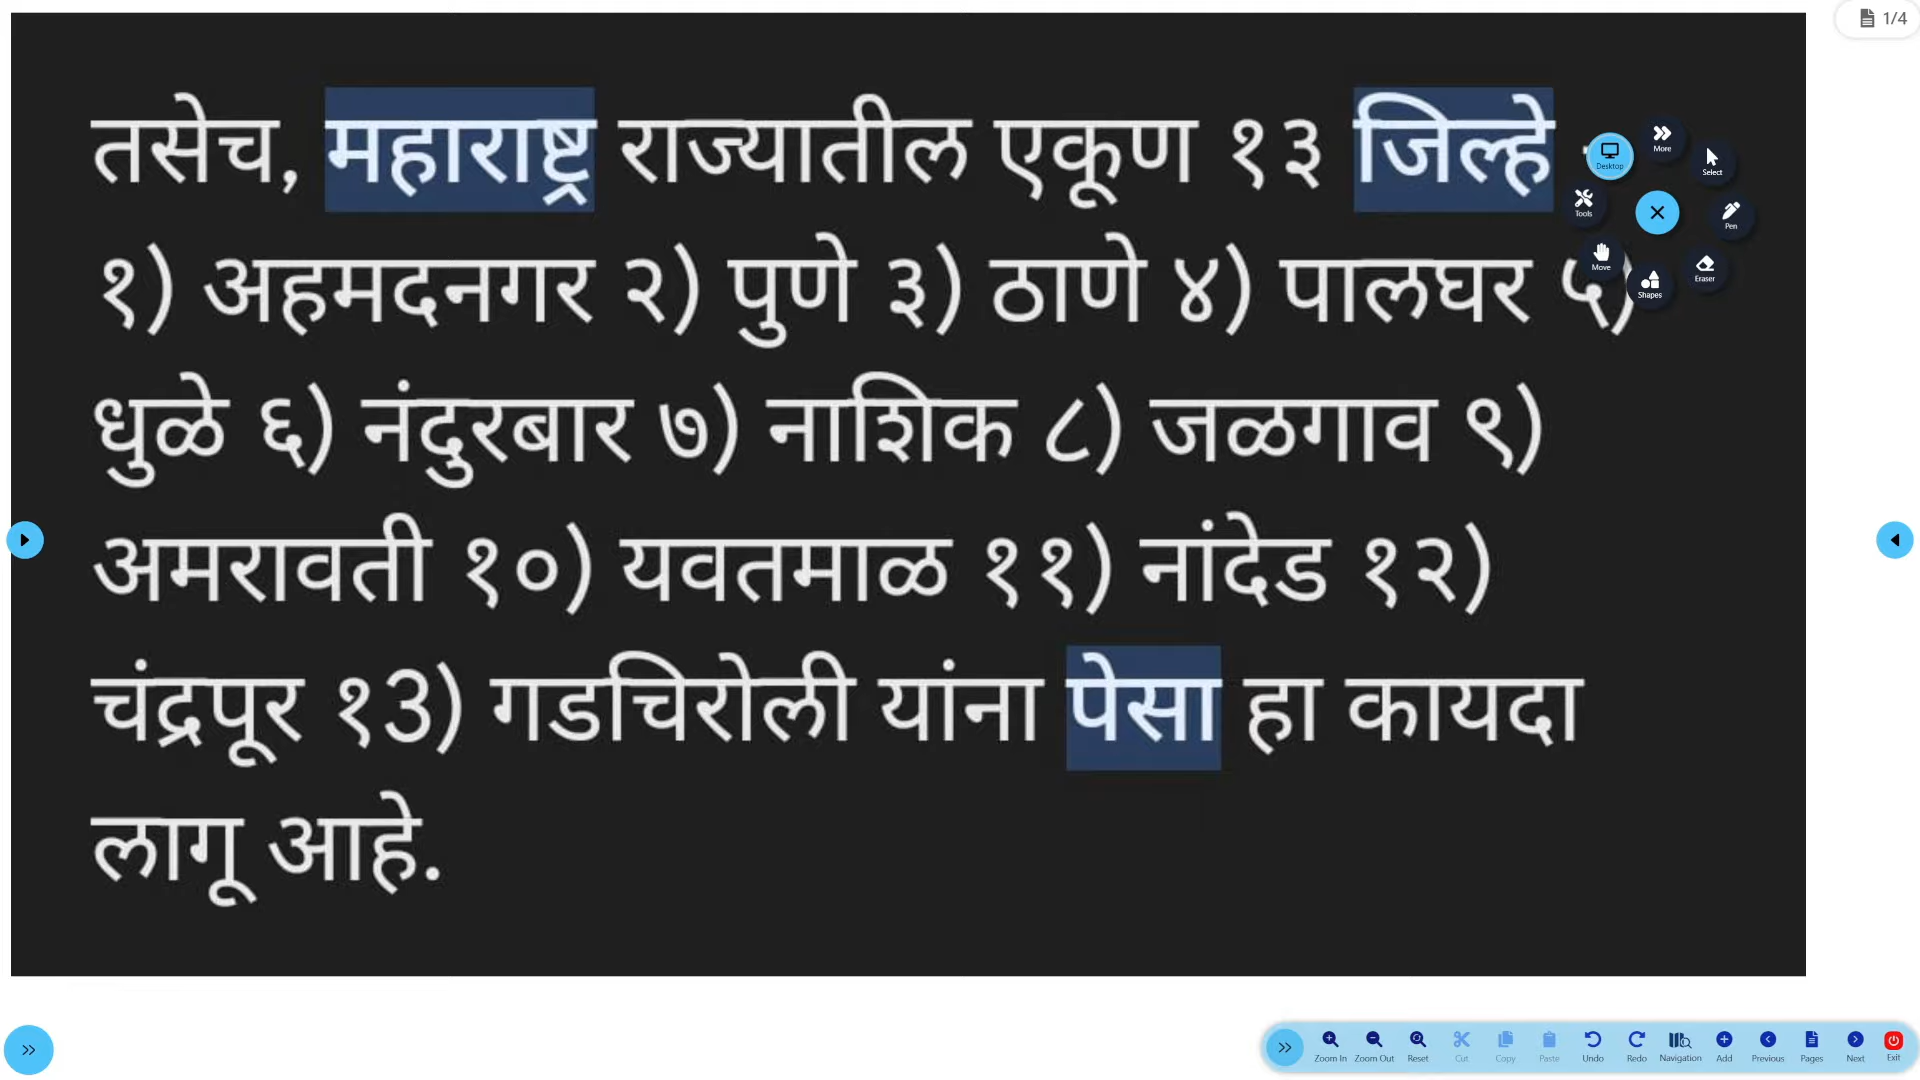 1/4
तसेच, महाराष्ट्र राज्यातील एकूण १३ जिल्हे
१) अहमदनगर २) पुणे ३) ठाणे ४) पालघर ५)
धुळे ६) नंदुरबार ७) नाशिक ८) जळगाव ९)
अमरावती १०) यवतमाळ ११) नांदेड १२)
चंद्रपूर १3) गडचिरोली यांना पेसा हा कायदा
लागू आहे.
More
Desktop
Select
Tools
Pen
Move
Eraser
Shapes
Zoom In Zoom Out Reset Cut Copy Paste Undo Redo Navigation Add Previous Pages Next Exit